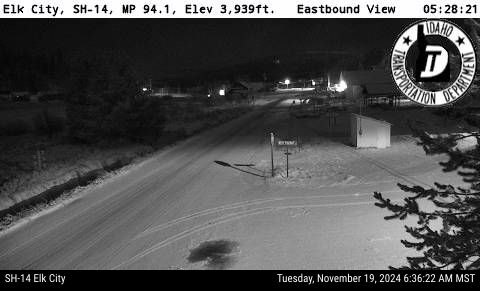 Elk City, SH-14, MP 94.1, Elev 3,939ft. Eastbound View 05:28:21
IDAHO
TRANSPORTATION DEPARTMENT
SH-14 Elk City Tuesday, November 19, 2024 6:36:22 AM MST